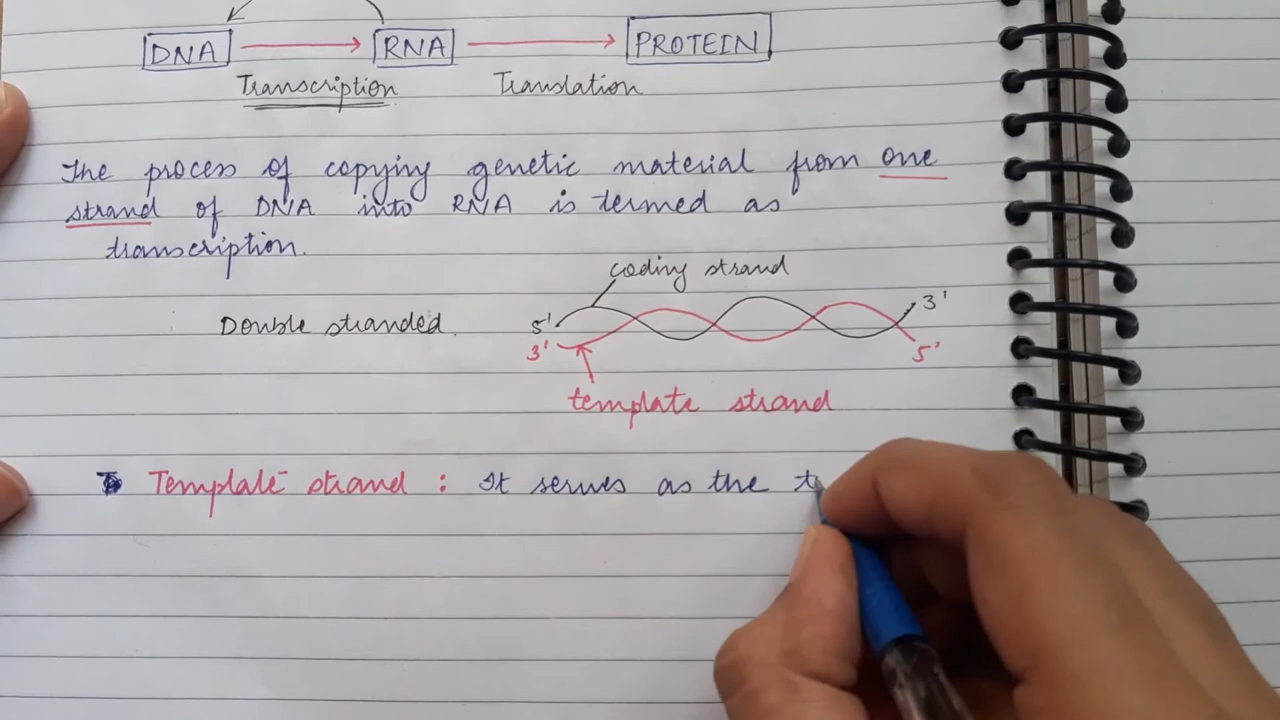 DNA RNA PROTEIN
Transcription Translation
The process of copying genetic material from one
strand of DNA into RNA is termed as
transcription.
coding strand
Double stranded. 5' 3'
3' 5'
template strand
Template strand : It serves as the t